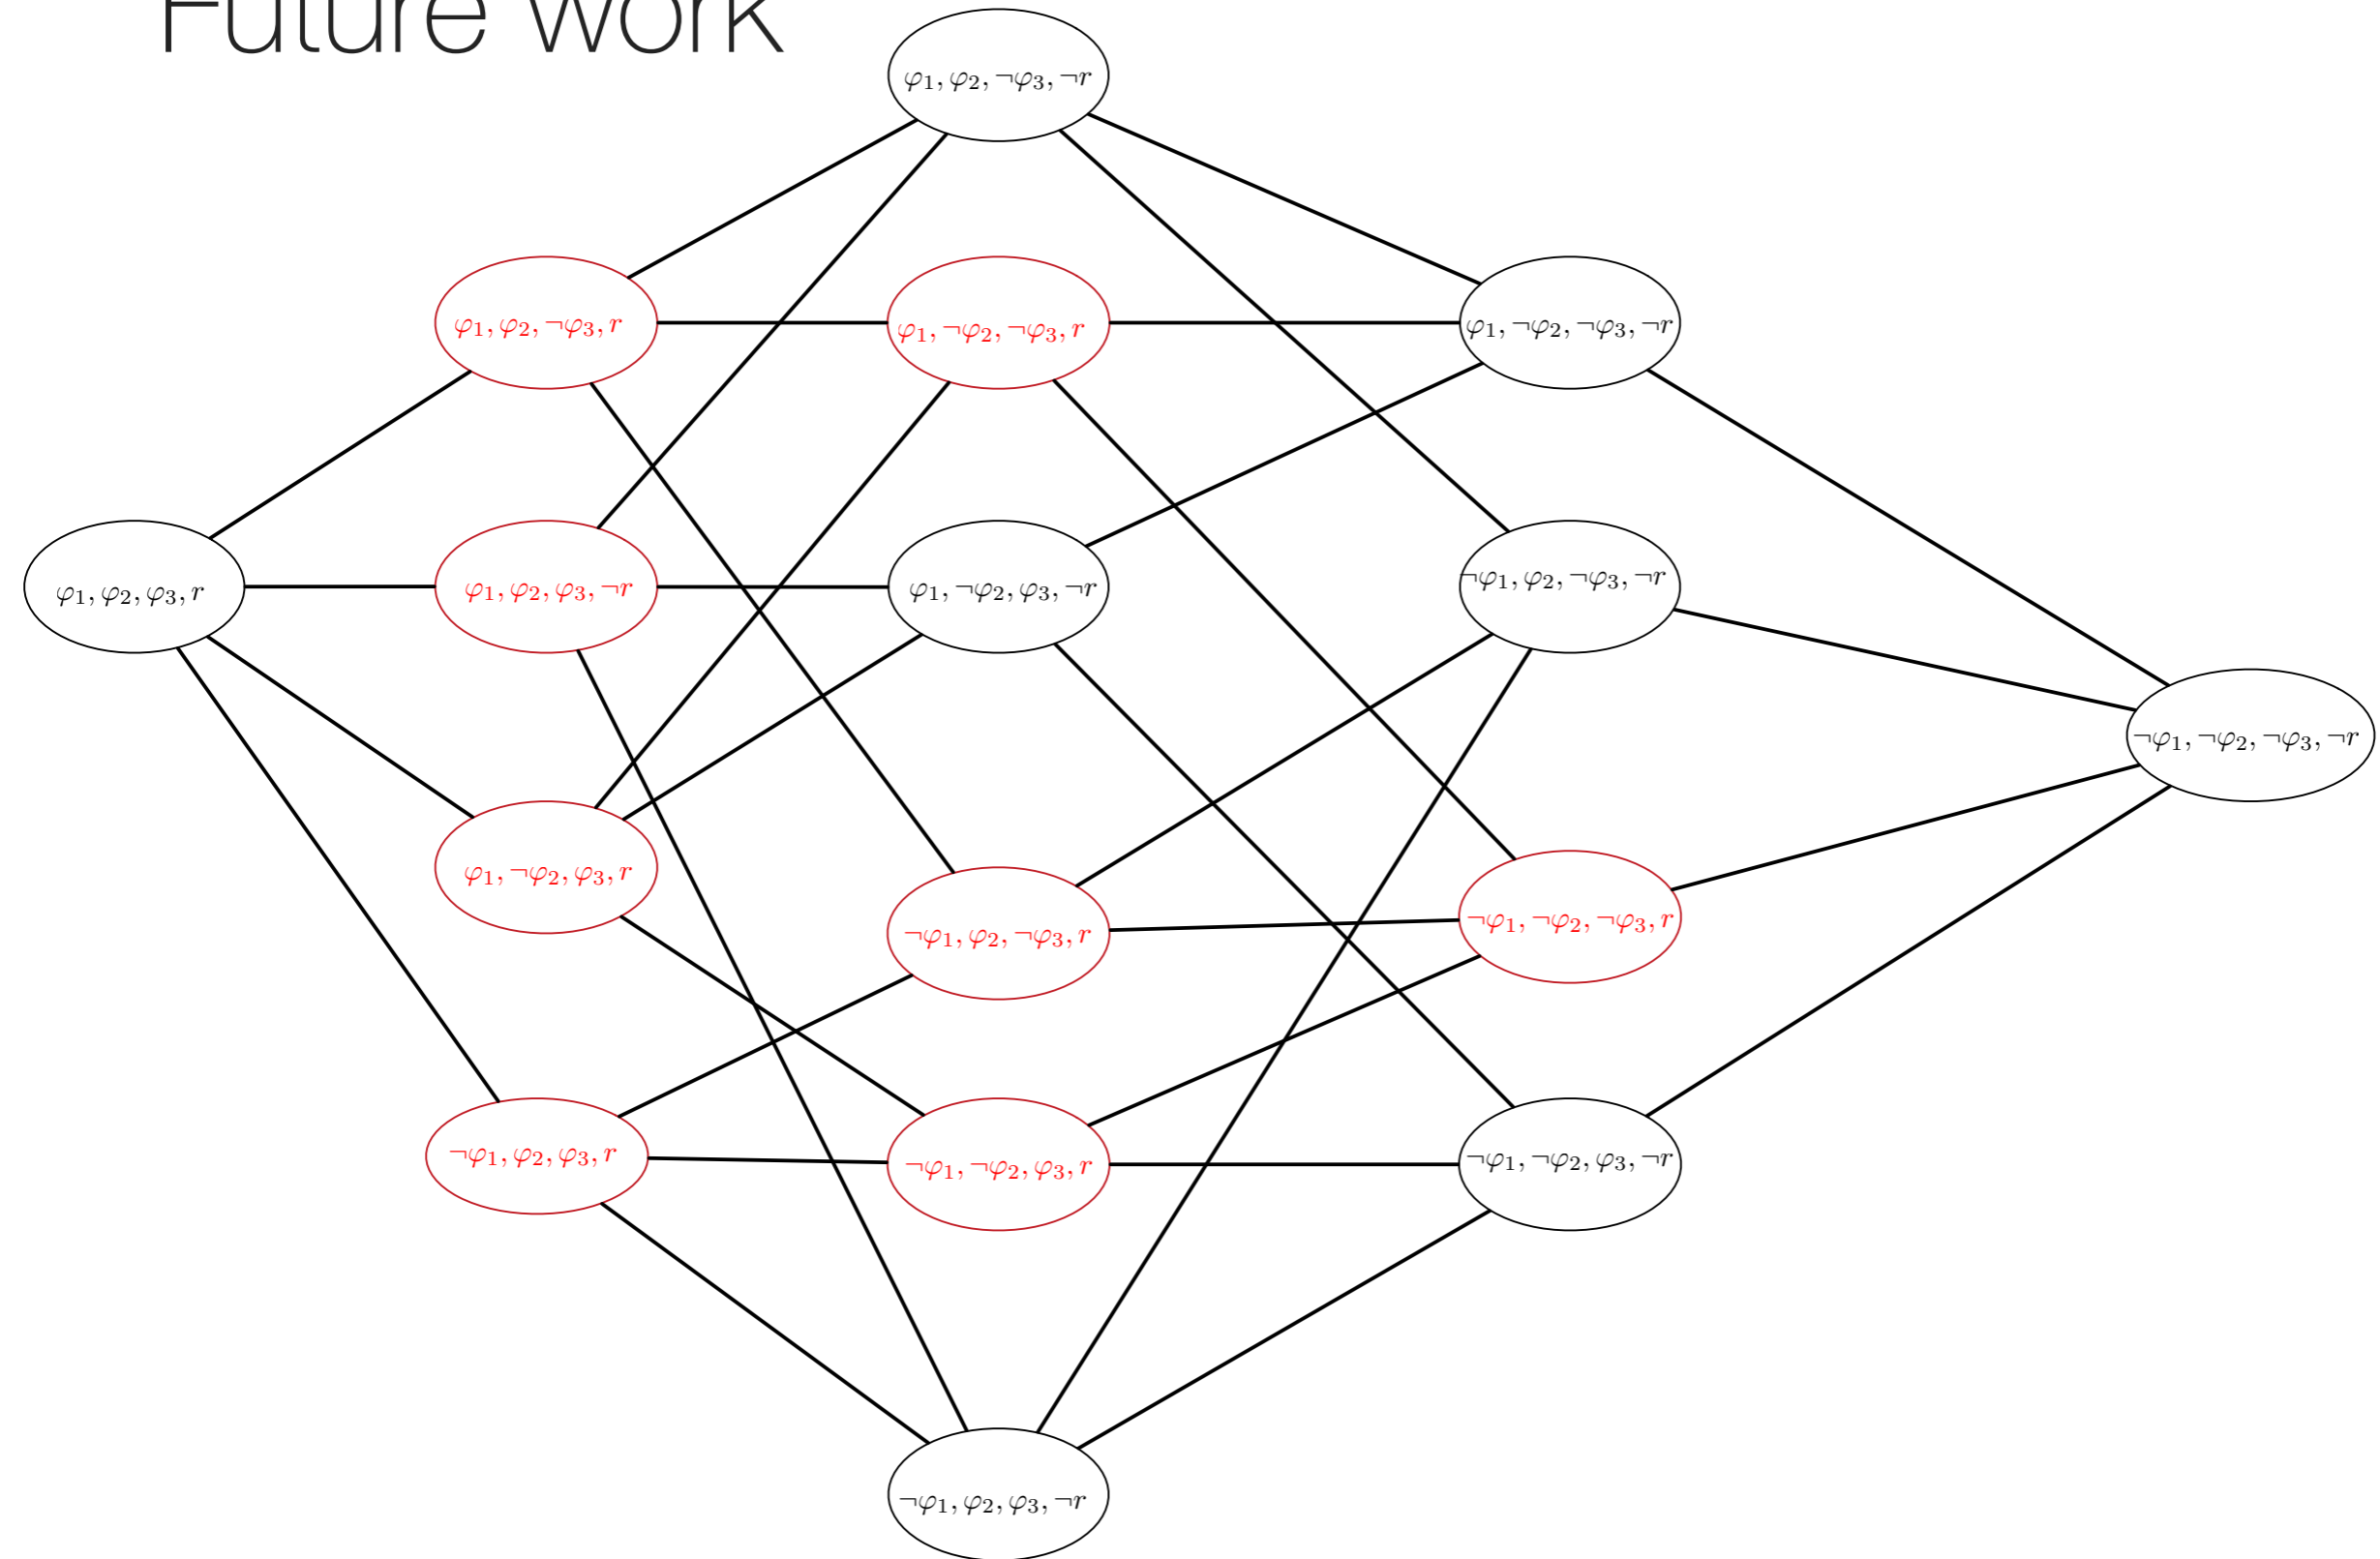 Future work
φ₁, φ₂, ¬φ₃, ¬r
φ₁, φ₂, ¬φ₃, r
φ₁, ¬φ₂, ¬φ₃, r
φ₁, ¬φ₂, ¬φ₃, ¬r
φ₁, φ₂, φ₃, r
φ₁, φ₂, φ₃, ¬r
φ₁, ¬φ₂, φ₃, ¬r
¬φ₁, φ₂, ¬φ₃, ¬r
¬φ₁, ¬φ₂, ¬φ₃, ¬r
φ₁, ¬φ₂, φ₃, r
¬φ₁, φ₂, ¬φ₃, r
¬φ₁, ¬φ₂, ¬φ₃, r
¬φ₁, φ₂, φ₃, r
¬φ₁, ¬φ₂, φ₃, r
¬φ₁, ¬φ₂, φ₃, ¬r
¬φ₁, φ₂, φ₃, ¬r